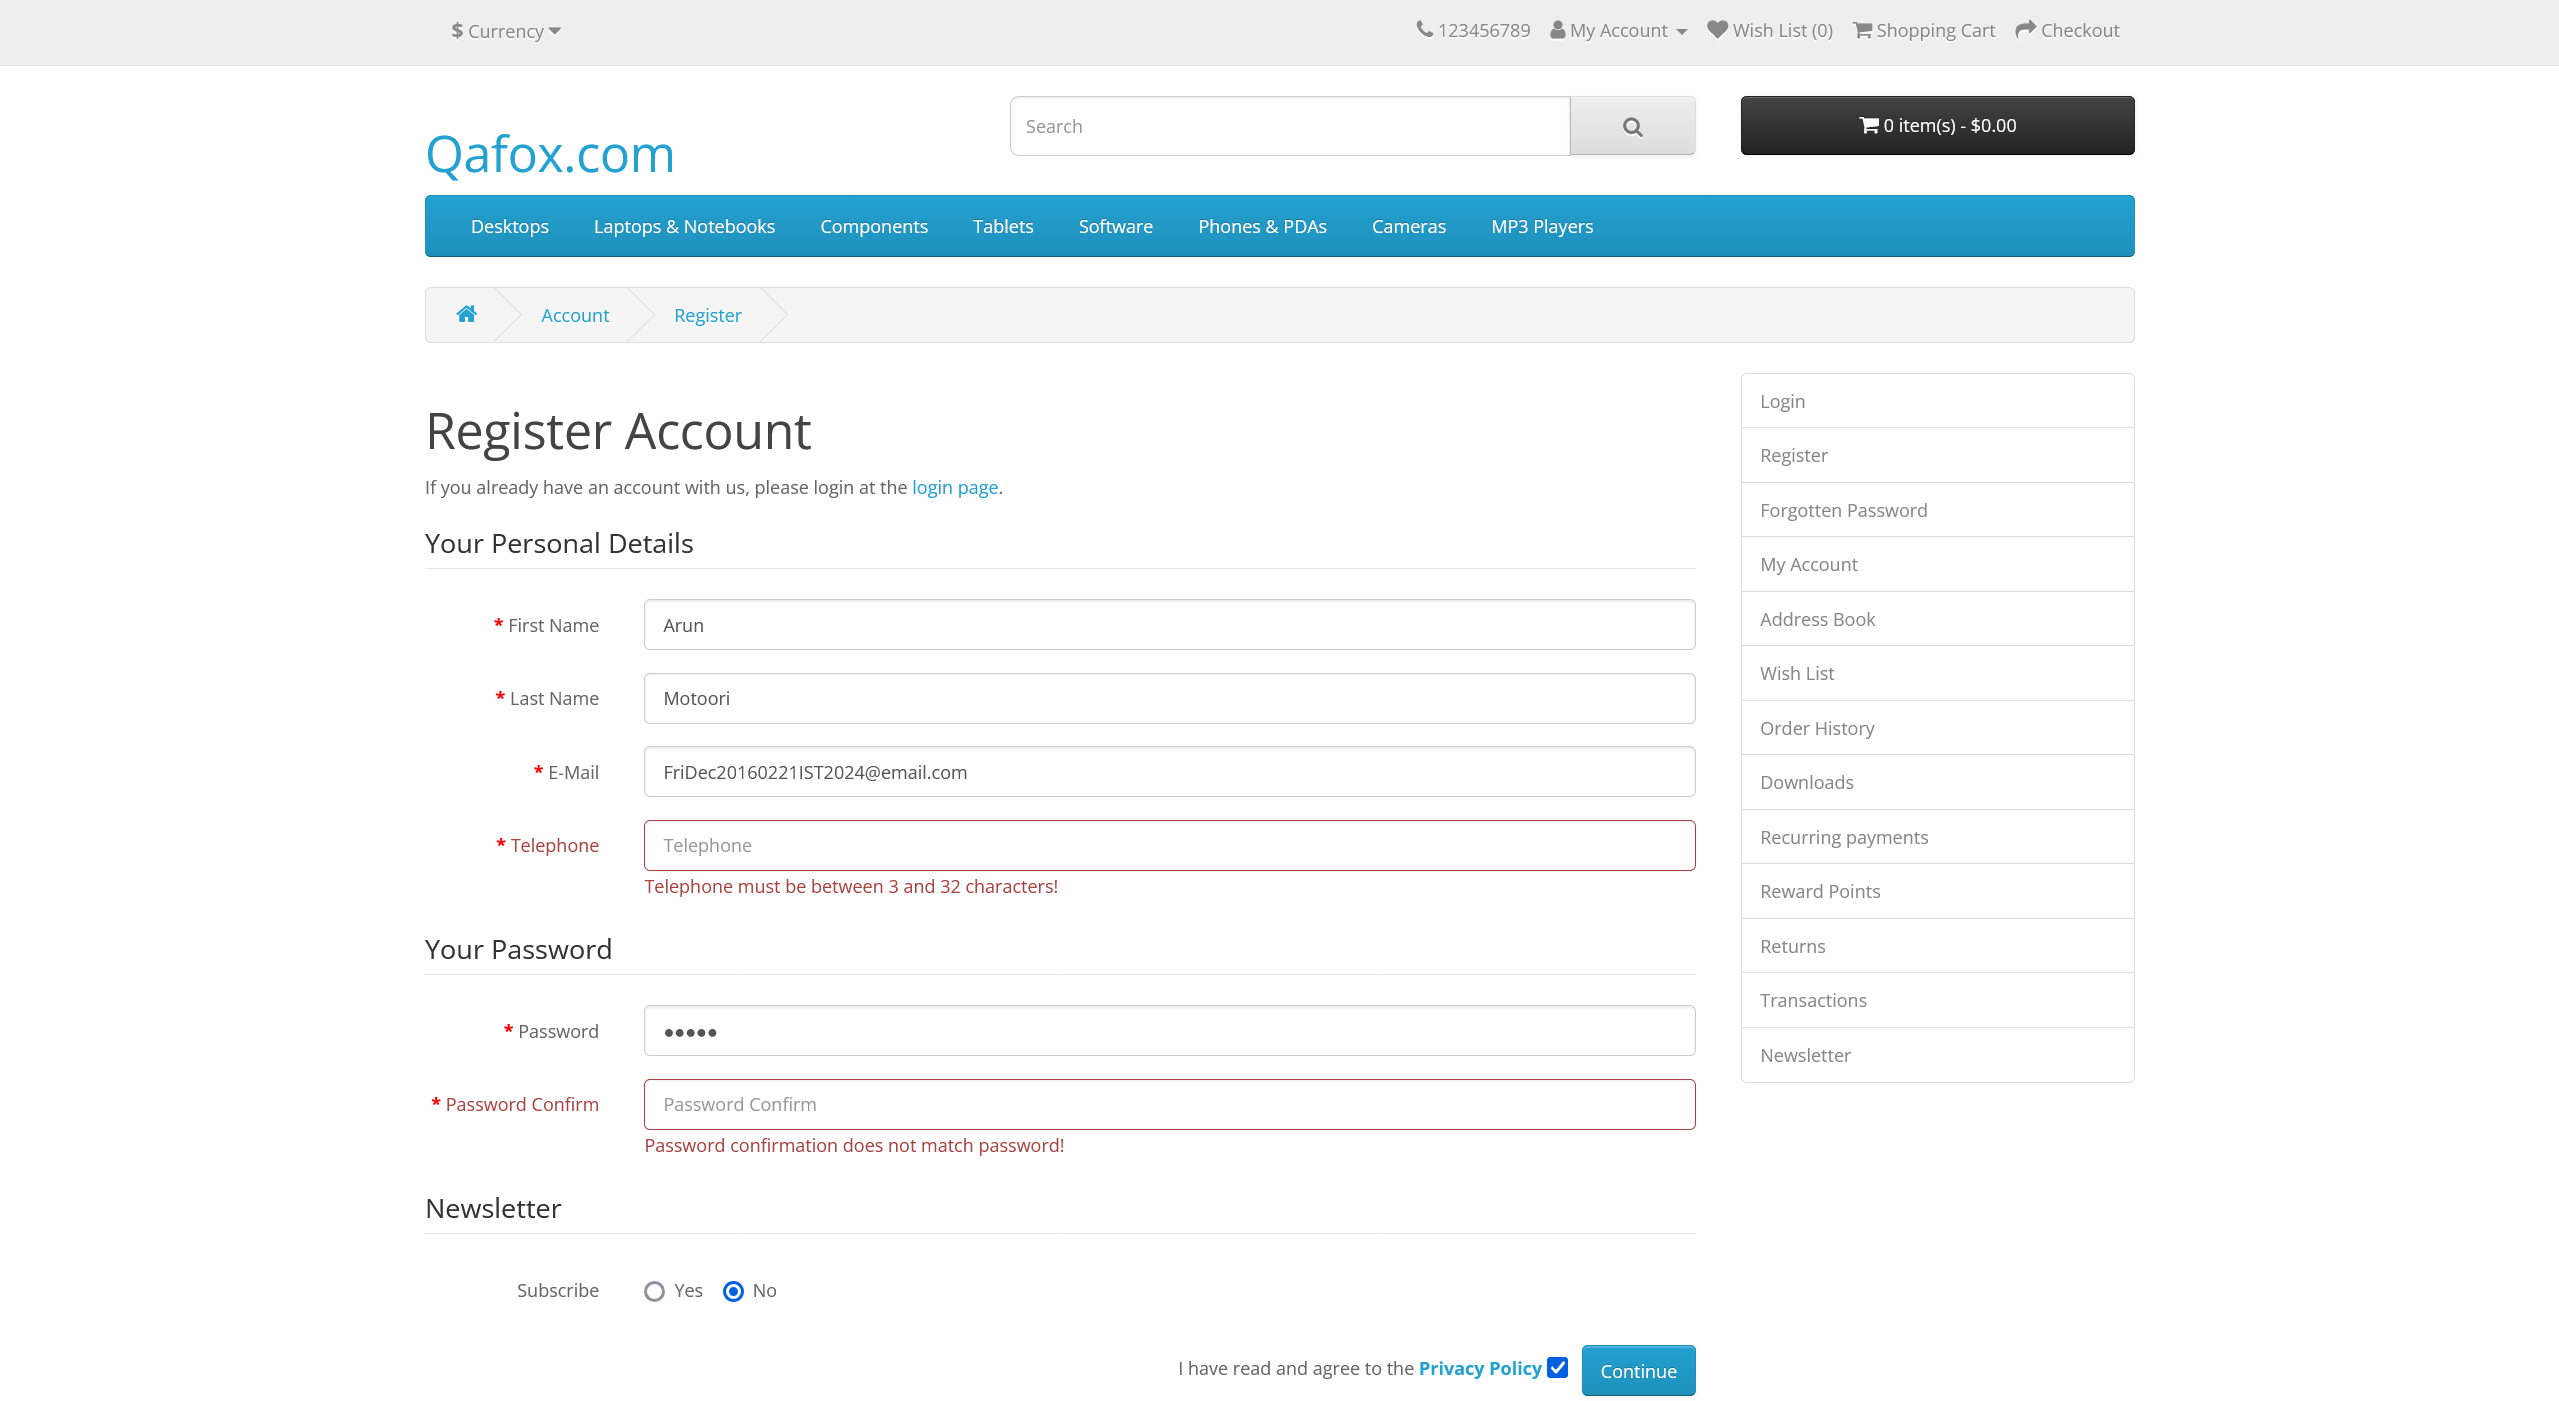 $ Currency
123456789 My Account Wish List (0) Shopping Cart Checkout
Qafox.com
Search
0 item(s) - $0.00
Desktops Laptops & Notebooks Components Tablets Software Phones & PDAs Cameras MP3 Players
Account Register
Register Account
If you already have an account with us, please login at the login page.
Your Personal Details
* First Name Arun
* Last Name Motoori
* E-Mail FriDec20160221IST2024@email.com
* Telephone Telephone
Telephone must be between 3 and 32 characters!
Your Password
* Password •••••
* Password Confirm Password Confirm
Password confirmation does not match password!
Newsletter
Subscribe Yes No
I have read and agree to the Privacy Policy Continue
Login
Register
Forgotten Password
My Account
Address Book
Wish List
Order History
Downloads
Recurring payments
Reward Points
Returns
Transactions
Newsletter